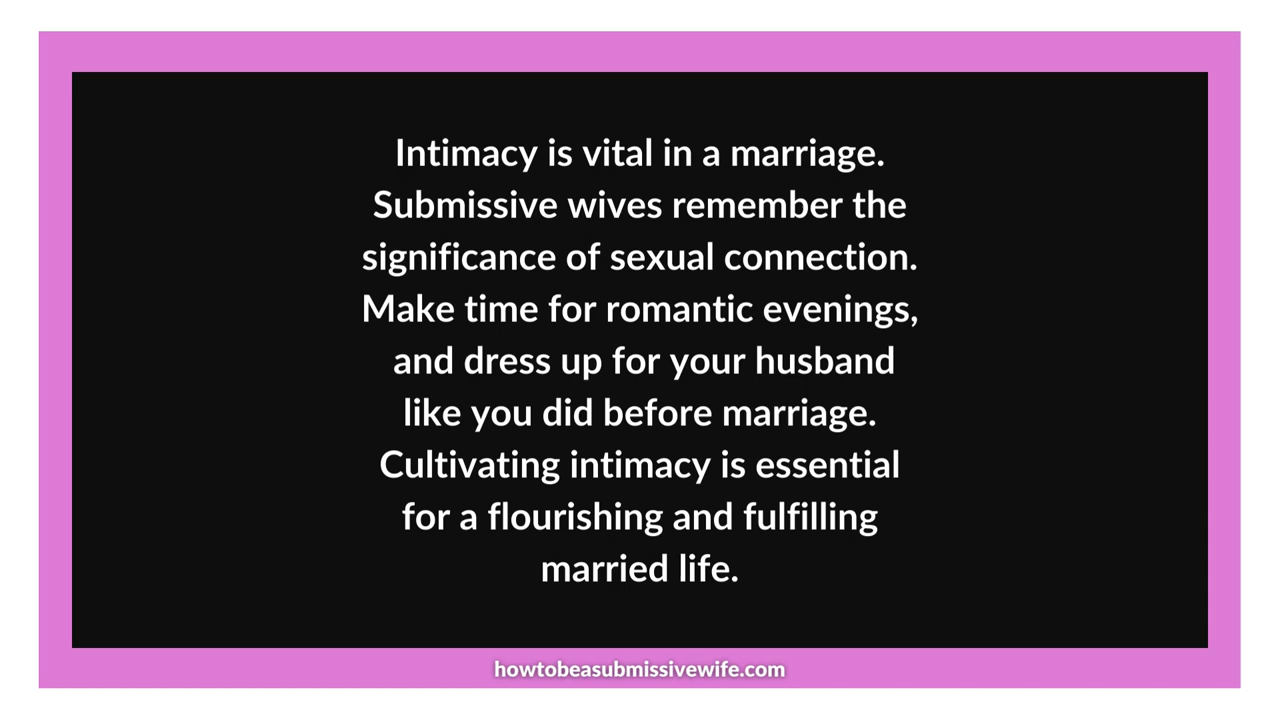 Intimacy is vital in a marriage.
Submissive wives remember the
significance of sexual connection.
Make time for romantic evenings,
and dress up for your husband
like you did before marriage.
Cultivating intimacy is essential
for a flourishing and fulfilling
married life.
howtobeasubmissivewife.com